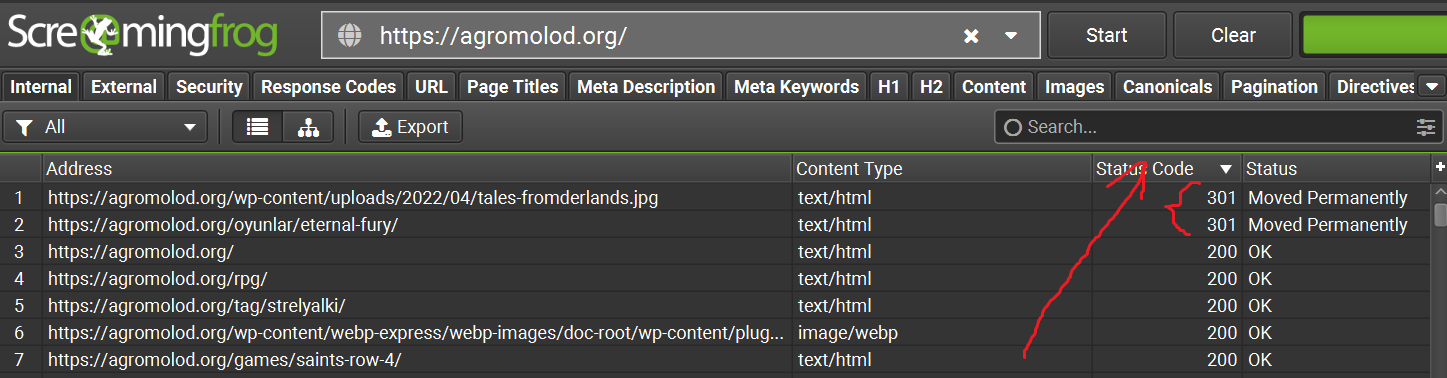 Screamingfrog
https://agromolod.org/
Start
Clear
Internal External Security Response Codes URL Page Titles Meta Description Meta Keywords H1 H2 Content Images Canonicals Pagination Directives
All
Export
Search...
Address Content Type Status Code Status
1 https://agromolod.org/wp-content/uploads/2022/04/tales-fromderlands.jpg text/html 301 Moved Permanently
2 https://agromolod.org/oyunlar/eternal-fury/ text/html 301 Moved Permanently
3 https://agromolod.org/ text/html 200 OK
4 https://agromolod.org/rpg/ text/html 200 OK
5 https://agromolod.org/tag/strelyalki/ text/html 200 OK
6 https://agromolod.org/wp-content/webp-express/webp-images/doc-root/wp-content/plug... image/webp 200 OK
7 https://agromolod.org/games/saints-row-4/ text/html 200 OK